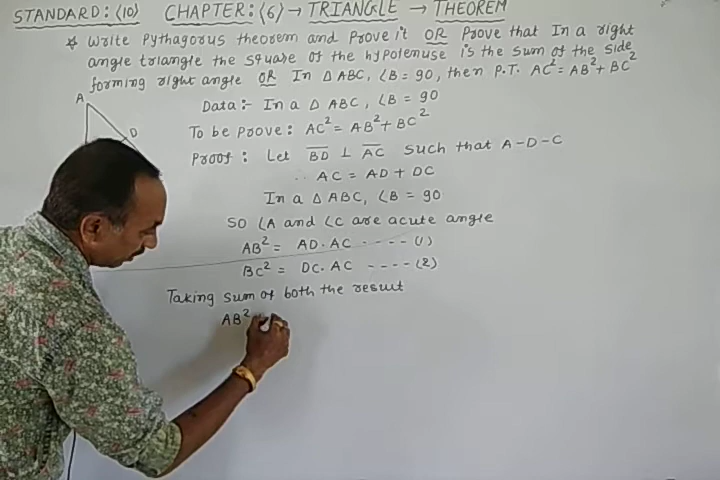 STANDARD: <10> CHAPTER: <6> → TRIANGLE → THEOREM
* Write Pythagorus theorem and Prove it OR Prove that In a right
angle triangle the square of the hypotenuse is the sum of the side
forming right angle OR In △ABC, ∠B = 90, then P.T. AC² = AB² + BC²
A
D
Data :- In a △ ABC, ∠B = 90
To be Prove : AC² = AB² + BC²
Proof : Let BD ⊥ AC such that A-D-C
∴ AC = AD + DC
In a △ ABC, ∠B = 90
SO ∠A and ∠C are acute angle
AB² = AD · AC ---- (1)
BC² = DC · AC ---- (2)
Taking sum of both the result
AB²